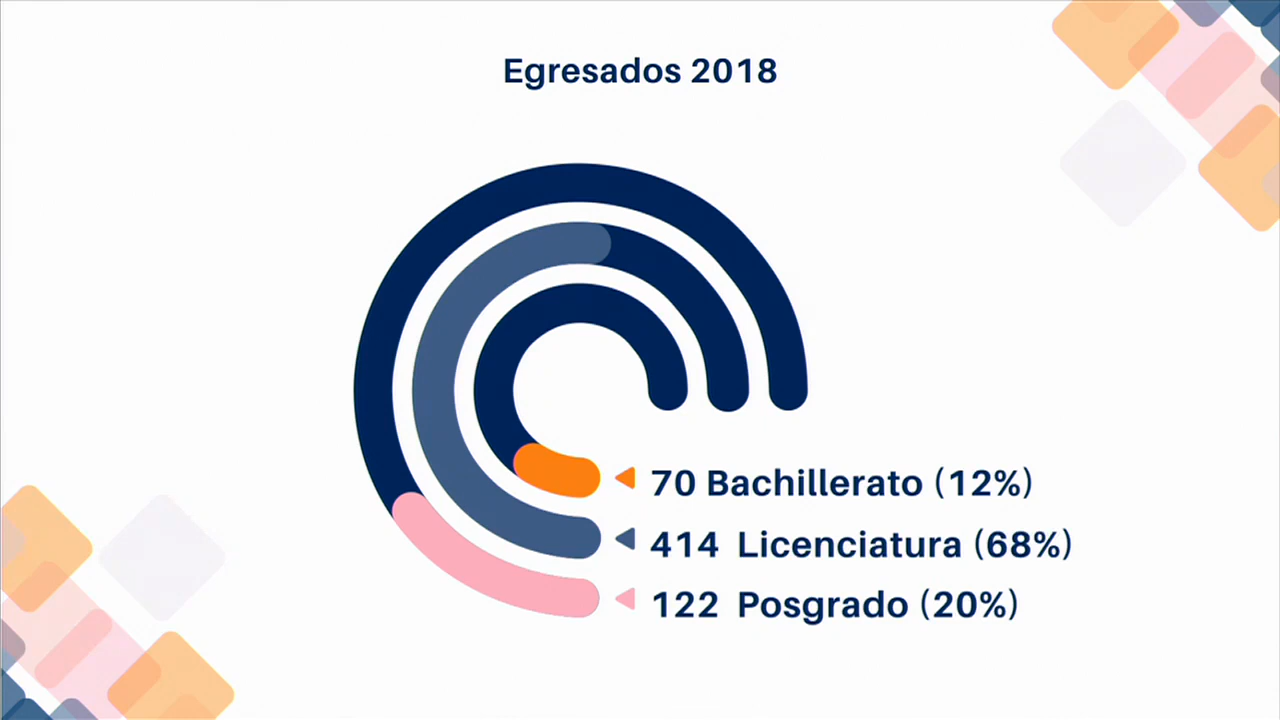 Egresados 2018
70 Bachillerato (12%)
414 Licenciatura (68%)
122 Posgrado (20%)